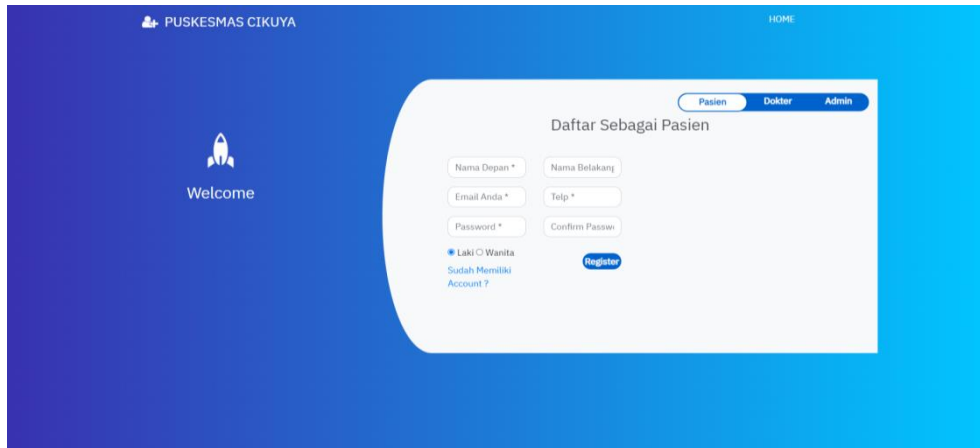 PUSKESMAS CIKUYA
HOME
Pasien Dokter Admin
Daftar Sebagai Pasien
Welcome
Nama Depan * Nama Belakang
Email Anda * Telp *
Password * Confirm Passw
Laki Wanita
Register
Sudah Memiliki
Account ?